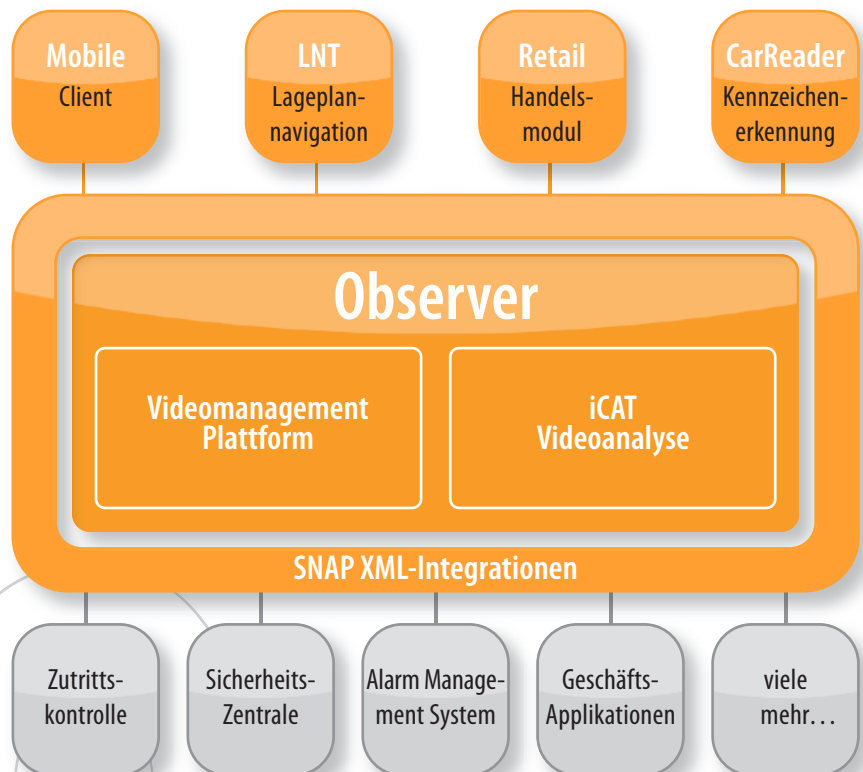 Mobile
Client
LNT
Lageplan-
navigation
Retail
Handels-
modul
CarReader
Kennzeichen-
erkennung
Observer
Videomanagement
Plattform
iCAT
Videoanalyse
SNAP XML-Integrationen
Zutritts-
kontrolle
Sicherheits-
Zentrale
Alarm Manage-
ment System
Geschäfts-
Applikationen
viele
mehr…